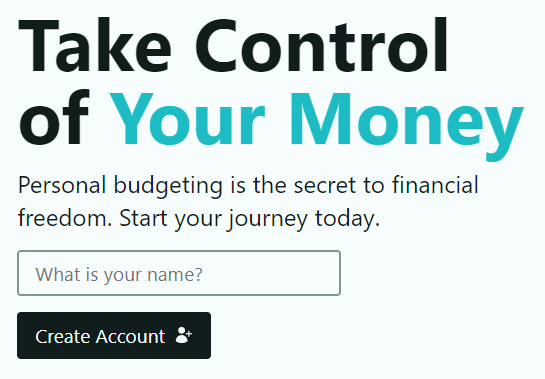 Take Control
of Your Money
Personal budgeting is the secret to financial
freedom. Start your journey today.
What is your name?
Create Account